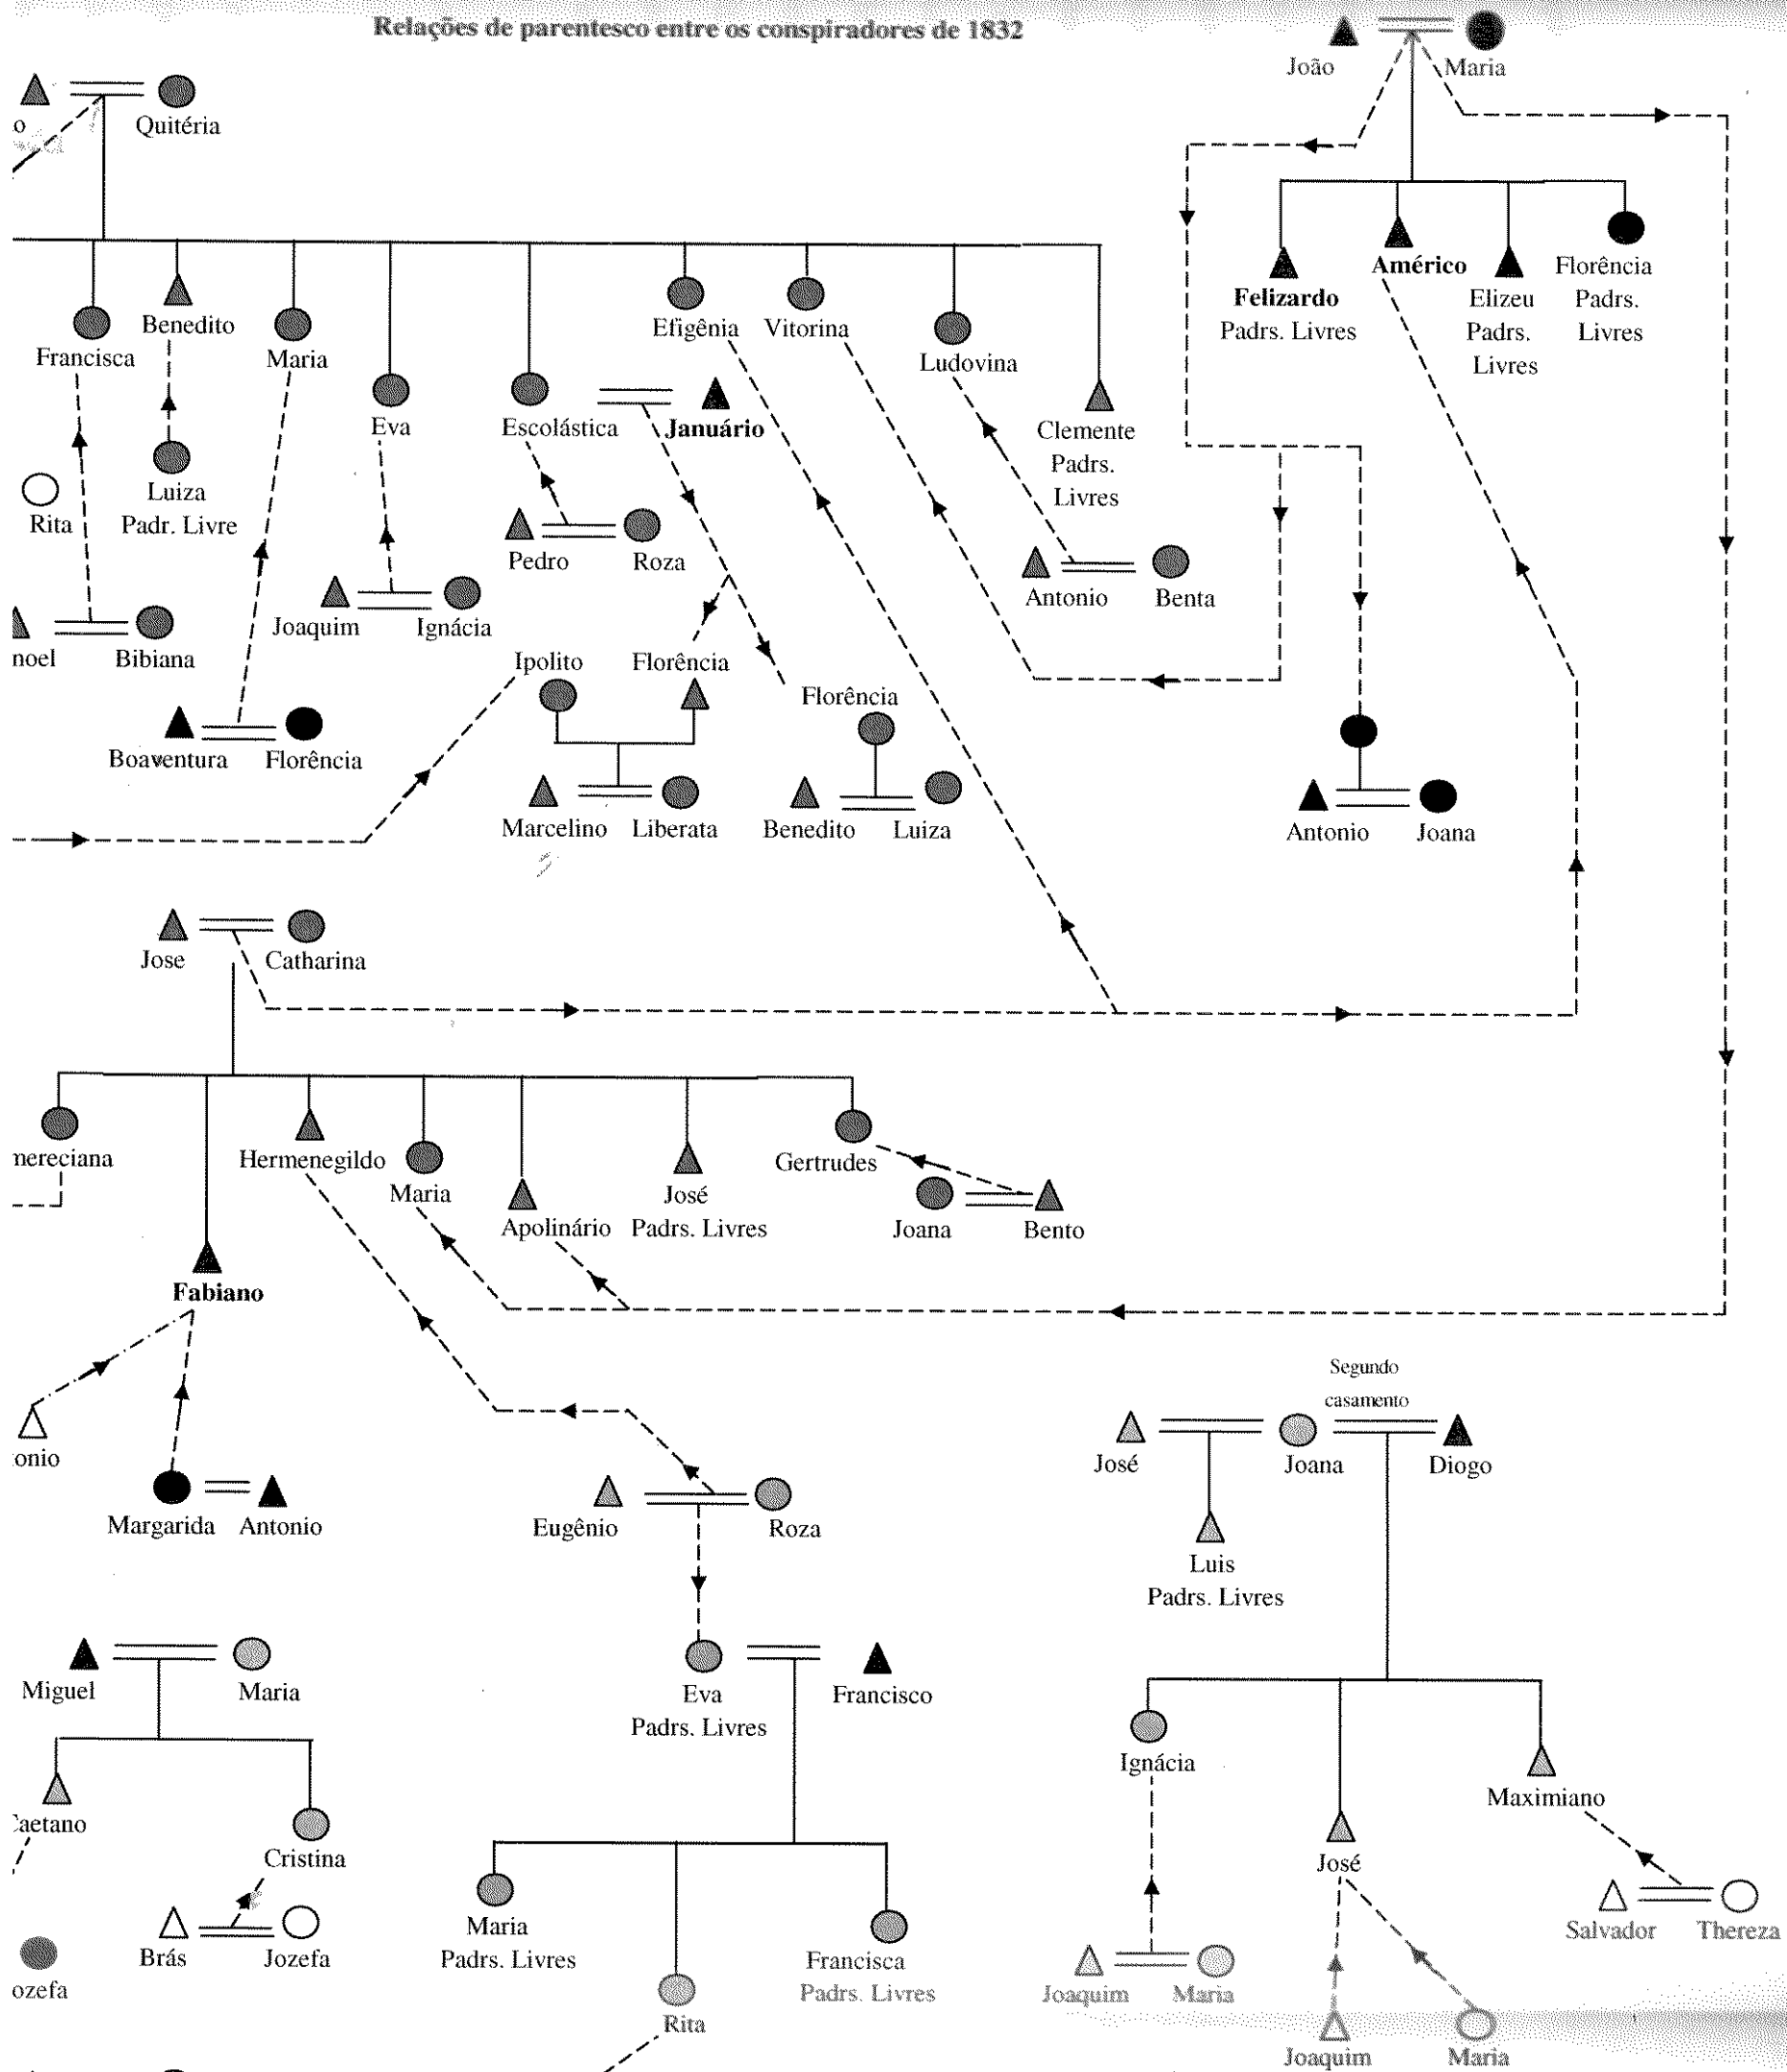 Relações de parentesco entre os conspiradores de 1832
João
Maria
o
Quitéria
Francisca
Benedito
Maria
Eva
Escolástica
Januário
Efigênia
Vitorina
Ludovina
Clemente
Padrs.
Livres
Felizardo
Padrs. Livres
Américo
Elizeu
Padrs.
Livres
Florência
Padrs.
Livres
Rita
Luiza
Padr. Livre
Pedro
Roza
Antonio
Benta
Joaquim
Ignácia
noel
Bibiana
Ipolito
Florência
Florência
Boaventura
Florência
Marcelino
Liberata
Benedito
Luiza
Antonio
Joana
Jose
Catharina
mereciana
Hermenegildo
Maria
Apolinário
José
Padrs. Livres
Gertrudes
Joana
Bento
Fabiano
onio
Margarida
Antonio
Eugênio
Roza
Segundo
casamento
José
Joana
Diogo
Luis
Padrs. Livres
Miguel
Maria
Eva
Padrs. Livres
Francisco
Ignácia
José
Maximiano
aetano
Cristina
Brás
Jozefa
ozefa
Maria
Padrs. Livres
Rita
Francisca
Padrs. Livres
Joaquim
Maria
Salvador
Thereza
Joaquim
Maria